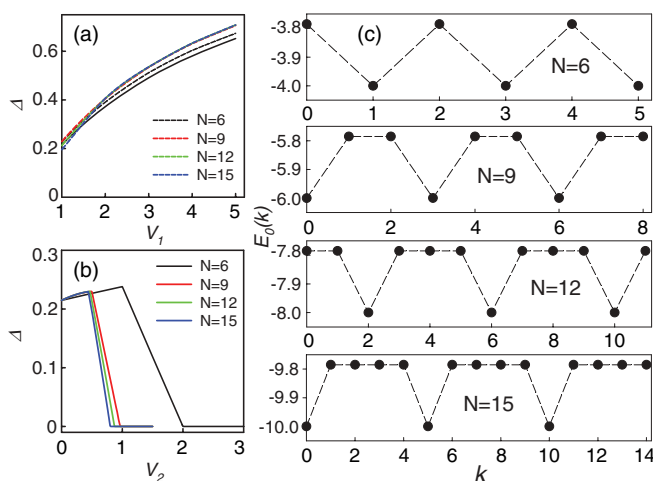 (a)
0.6
0.4
0.2
0
Δ
N=6
N=9
N=12
N=15
1 2 3 4 5
V1
(b)
0.3
0.2
0.1
0
Δ
N=6
N=9
N=12
N=15
0 1 2 3
V2
(c)
-3.8
-3.8
-4.0
N=6
0 1 2 3 4 5
-5.8
-5.9
-6.0
N=9
0 2 4 6 8
E0(k)
-7.8
-7.9
-8.0
N=12
0 2 4 6 8 10
-9.8
-9.9
-10.0
N=15
0 2 4 6 8 10 12 14
k